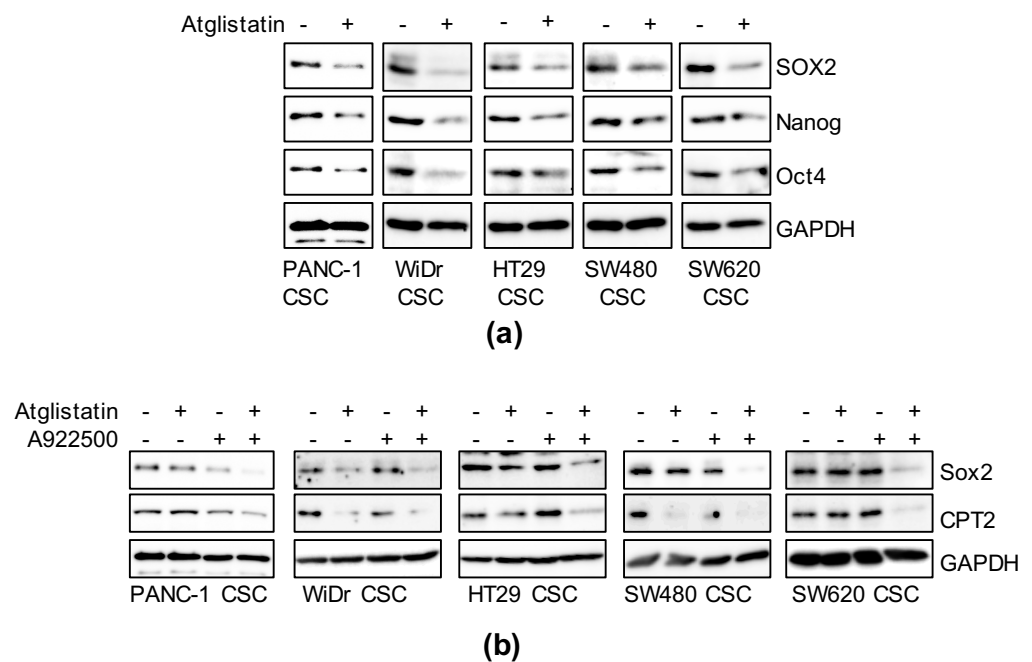 Atglistatin - + - + - + - + - +
SOX2
Nanog
Oct4
GAPDH
PANC-1 WiDr HT29 SW480 SW620
CSC CSC CSC CSC CSC
(a)
Atglistatin - + - + - + - + - + - + - + - + - + - +
A922500 - - + + - - + + - - + + - - + + - - + +
Sox2
CPT2
GAPDH
PANC-1 CSC WiDr CSC HT29 CSC SW480 CSC SW620 CSC
(b)